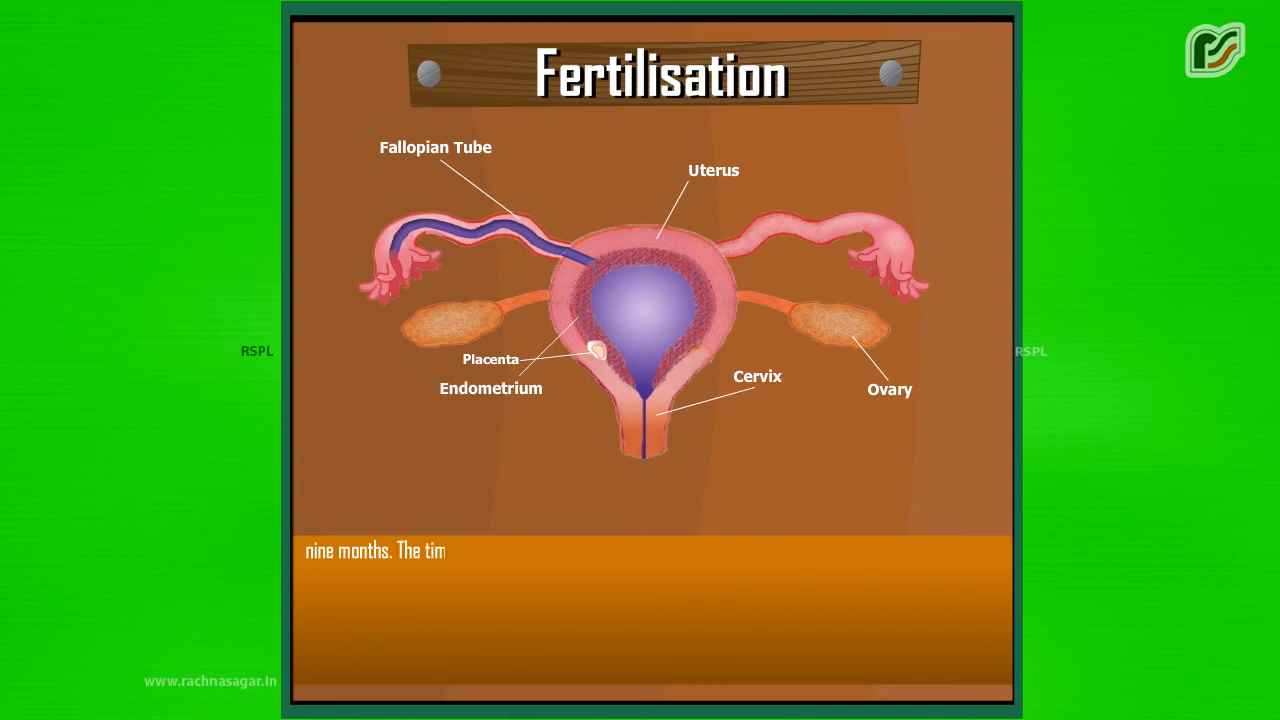 Fertilisation
Fallopian Tube
Uterus
RSPL
RSPL
Placenta
Endometrium
Cervix
Ovary
nine months. The tim
www.rachnasagar.in